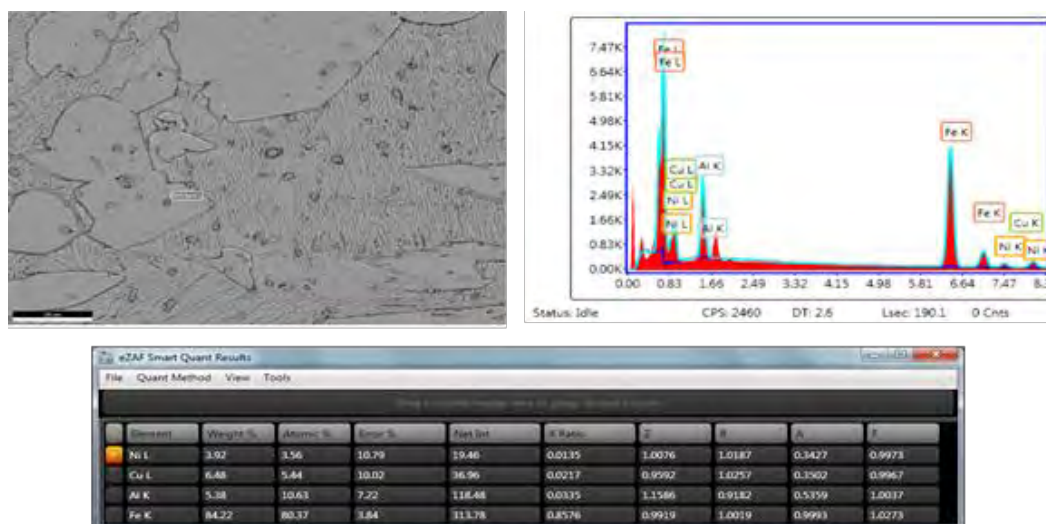 7.47K
6.64K
5.81K
4.98K
4.15K
3.32K
2.49K
1.66K
0.83K
0.00K
Fe L
Fe L
Cu L
Cu L
Ni L
Ni L
Al K
Al K
Fe K
Fe K
Cu K
Ni K
Ni K
0.00 0.83 1.66 2.49 3.32 4.15 4.98 5.81 6.64 7.47 8.3
Status: Idle CPS: 2460 DT: 2.6 Lsec: 190.1 0 Cnts
eZAF Smart Quant Results
File Quant Method View Tools
Element Weight % Atomic % Error % Net Int K Ratio Z R A F
Ni L 3.92 3.56 10.79 19.46 0.0135 1.0076 1.0187 0.3427 0.9973
Cu L 6.48 5.44 10.02 36.96 0.0217 0.9592 1.0257 0.3502 0.9967
Al K 5.38 10.63 7.22 118.48 0.0335 1.1586 0.9182 0.5359 1.0037
Fe K 84.22 80.37 3.84 313.78 0.8576 0.9919 1.0019 0.9993 1.0273